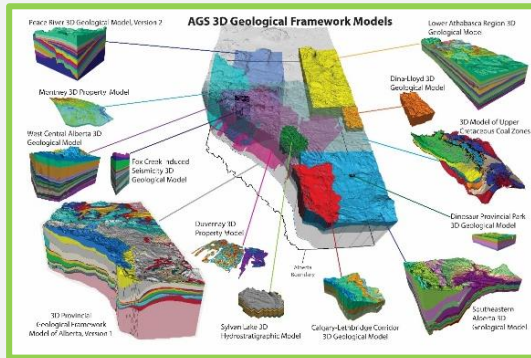 AGS 3D Geological Framework Models
Peace River 3D Geological Model, Version 2
Montney 3D Property Model
West Central Alberta 3D
Geological Model
Fox Creek Induced
Seismicity 3D
Geological Model
3D Provincial
Geological Framework
Model of Alberta, Version 1
Duvernay 3D
Property Model
Alberta
Boundary
Sylvan Lake 3D
Hydrostratigraphic Model
Calgary-Lethbridge Corridor
3D Geological Model
Lower Athabasca Region 3D
Geological Model
Dina-Lloyd 3D
Geological Model
3D Model of Upper
Cretaceous Coal Zones
Dinosaur Provincial Park
3D Geological Model
Southeastern
Alberta 3D
Geological Model